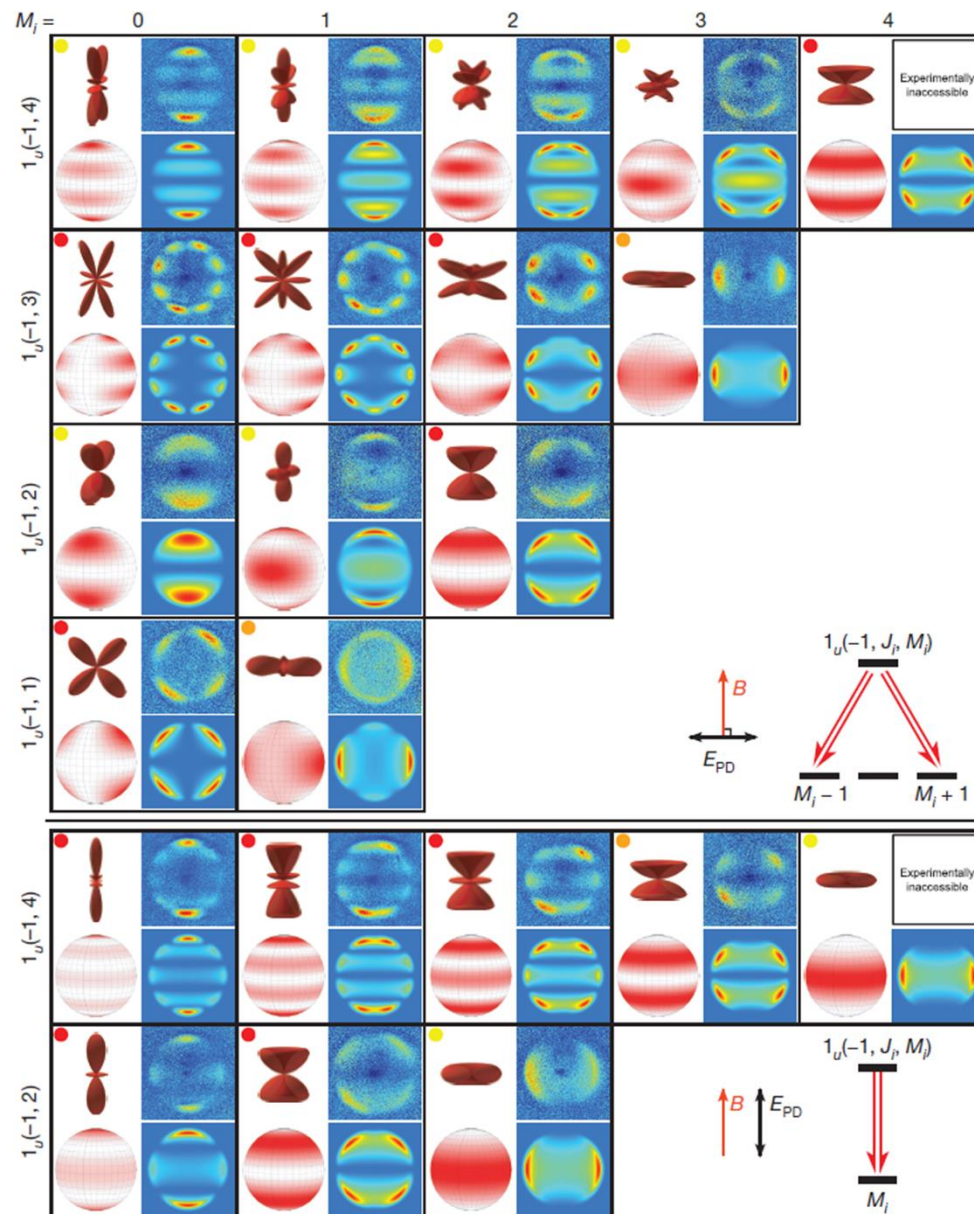 M_i = 0 1 2 3 4
1_u(−1, 4)
Experimentally
inaccessible
1_u(−1, 3)
1_u(−1, 2)
1_u(−1, 1)
B
E_PD
1_u(−1, J_i, M_i)
M_i − 1
M_i + 1
1_u(−1, 4)
Experimentally
inaccessible
1_u(−1, 2)
B
E_PD
1_u(−1, J_i, M_i)
M_i